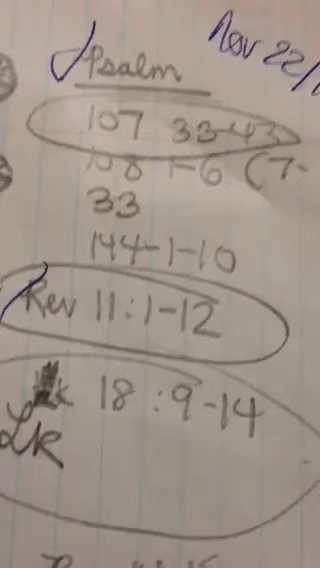 Nov 22/
Psalm
107 33-43
108 1-6 (7-
33
144-1-10
Rev 11:1-12
18:9-14
Lk